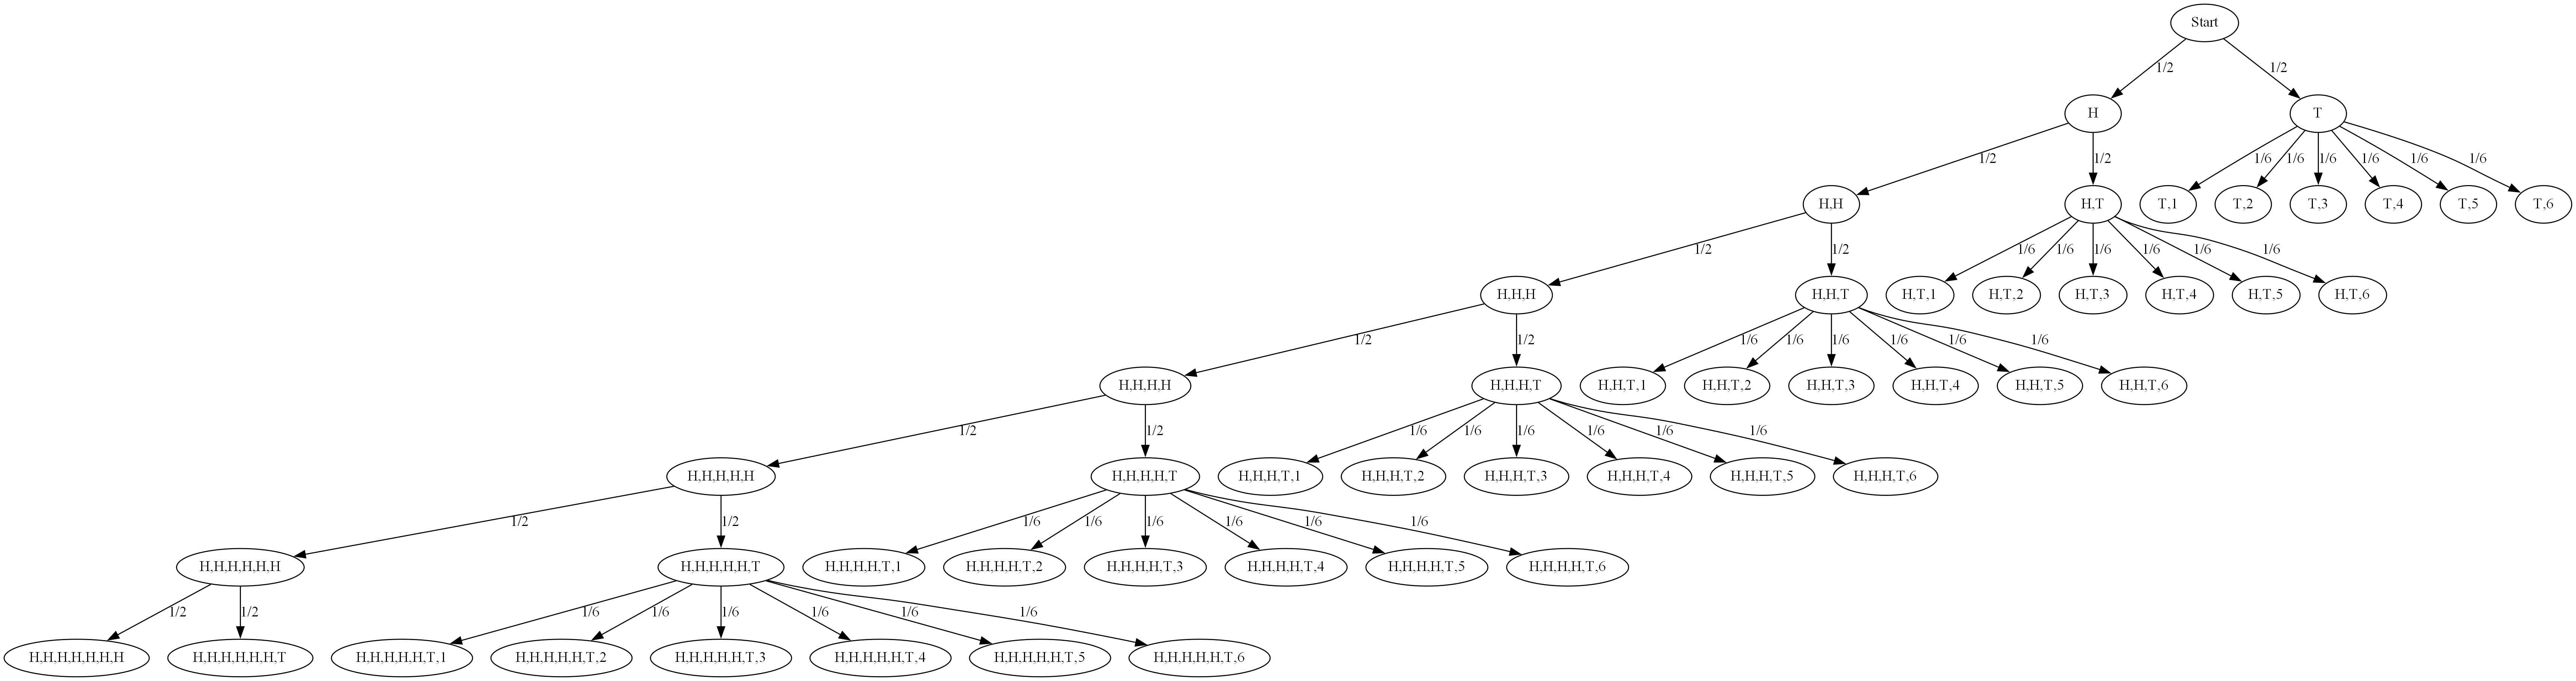 Start
1/2 1/2
H T
1/2 1/2 1/6 1/6 1/6 1/6 1/6 1/6
H,H H,T T,1 T,2 T,3 T,4 T,5 T,6
1/2 1/2 1/6 1/6 1/6 1/6 1/6 1/6
H,H,H H,H,T H,T,1 H,T,2 H,T,3 H,T,4 H,T,5 H,T,6
1/2 1/2 1/6 1/6 1/6 1/6 1/6 1/6
H,H,H,H H,H,H,T H,H,T,1 H,H,T,2 H,H,T,3 H,H,T,4 H,H,T,5 H,H,T,6
1/2 1/2 1/6 1/6 1/6 1/6 1/6 1/6
H,H,H,H,H H,H,H,H,T H,H,H,T,1 H,H,H,T,2 H,H,H,T,3 H,H,H,T,4 H,H,H,T,5 H,H,H,T,6
1/2 1/2 1/6 1/6 1/6 1/6 1/6 1/6
H,H,H,H,H,H H,H,H,H,H,T H,H,H,H,T,1 H,H,H,H,T,2 H,H,H,H,T,3 H,H,H,H,T,4 H,H,H,H,T,5 H,H,H,H,T,6
1/2 1/2 1/6 1/6 1/6 1/6 1/6 1/6
H,H,H,H,H,H,H H,H,H,H,H,H,T H,H,H,H,H,T,1 H,H,H,H,H,T,2 H,H,H,H,H,T,3 H,H,H,H,H,T,4 H,H,H,H,H,T,5 H,H,H,H,H,T,6